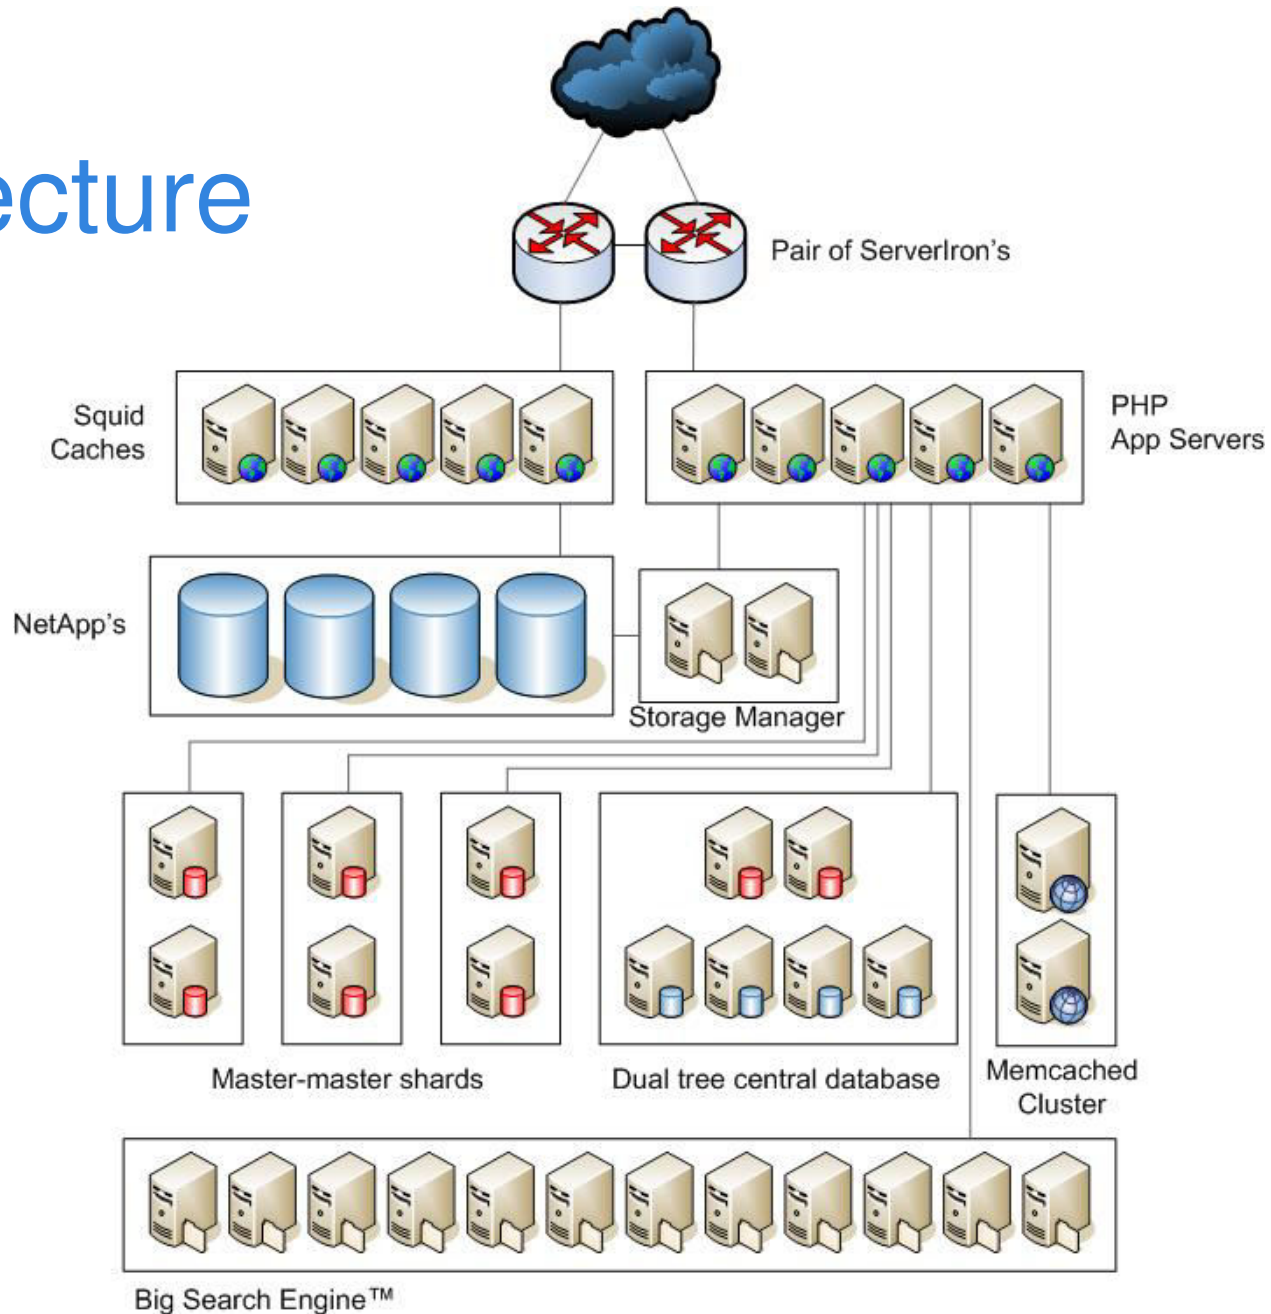 ecture
Pair of ServerIron's
Squid
Caches
PHP
App Servers
NetApp's
Storage Manager
Master-master shards
Dual tree central database
Memcached
Cluster
Big Search Engine™